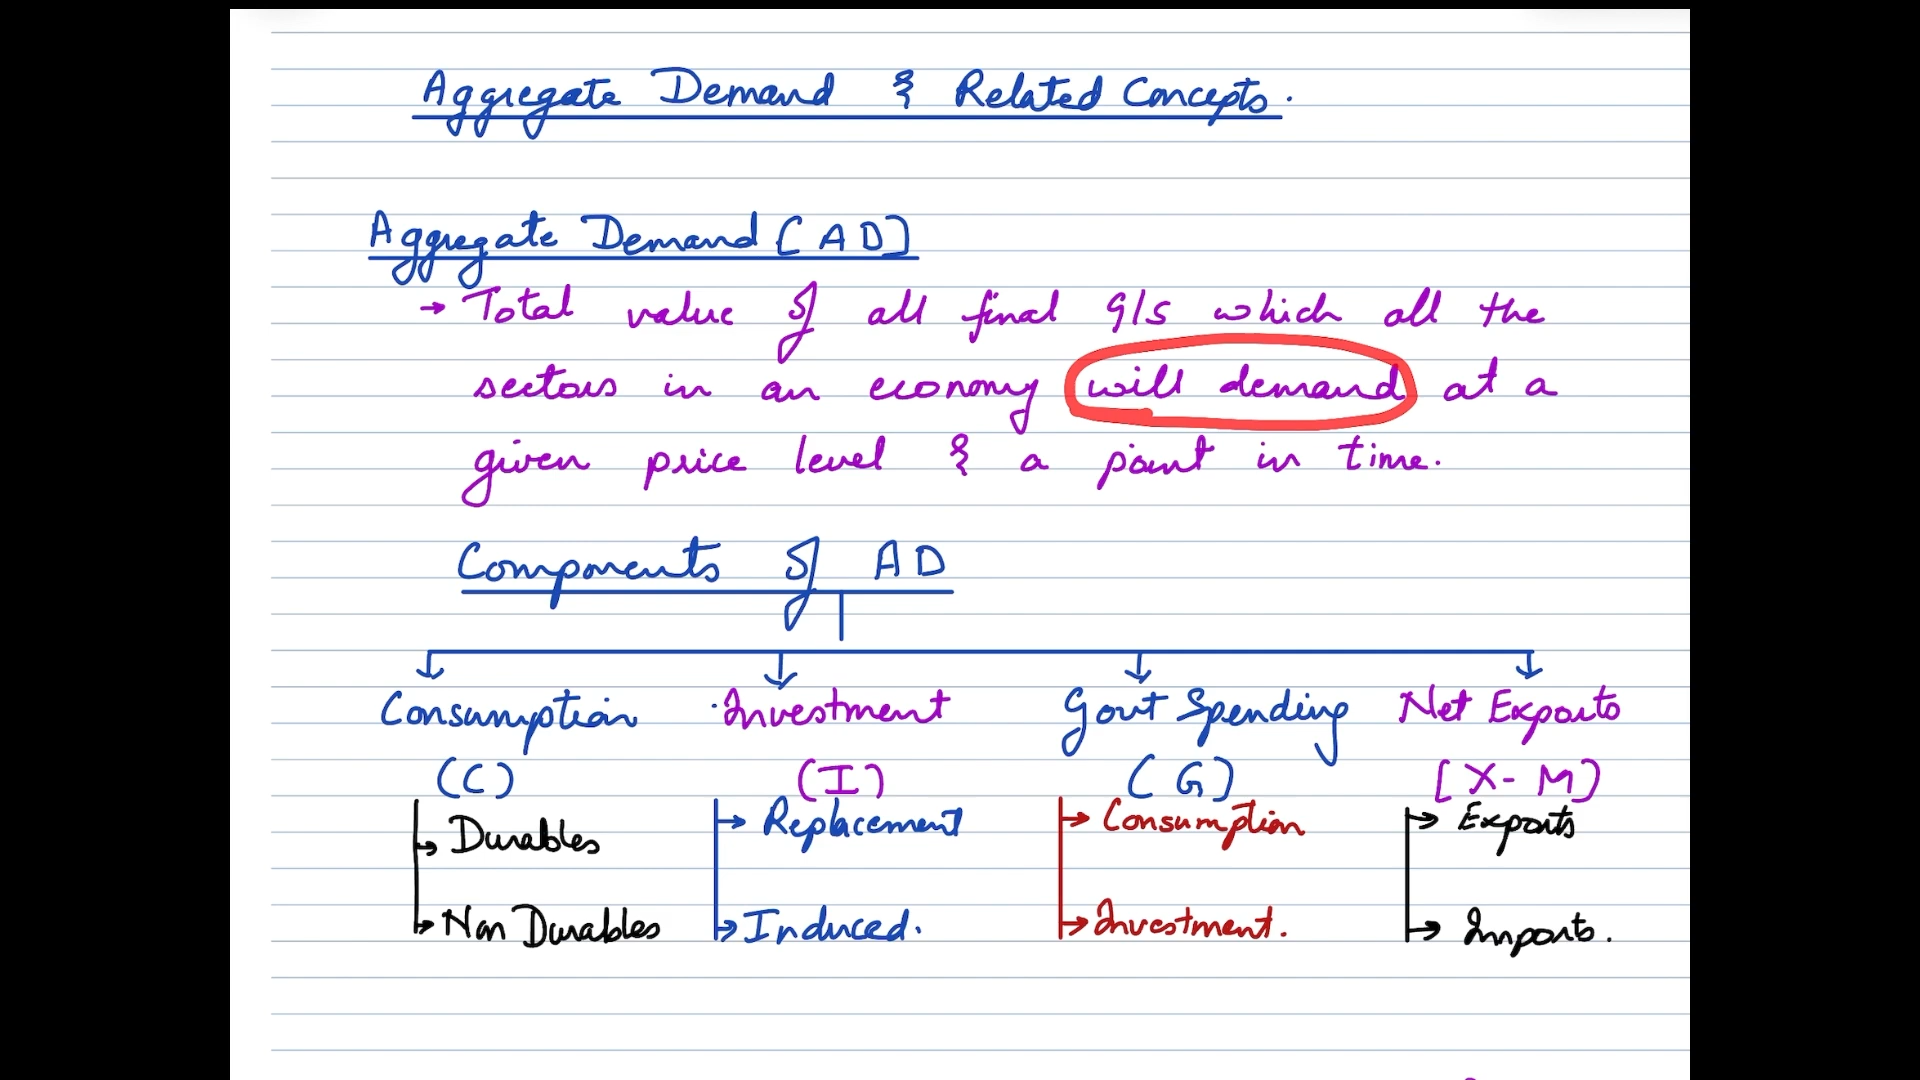 Aggregate Demand & Related Concepts.
Aggregate Demand [AD]
→ Total value of all final G/S which all the
sectors in an economy will demand at a
given price level & a point in time.
Components of AD
Consumption Investment Govt Spending Net Exports
(C) (I) (G) [X-M]
→ Durables → Replacement → Consumption → Exports
→ Non Durables → Induced. → Investment. → Imports.